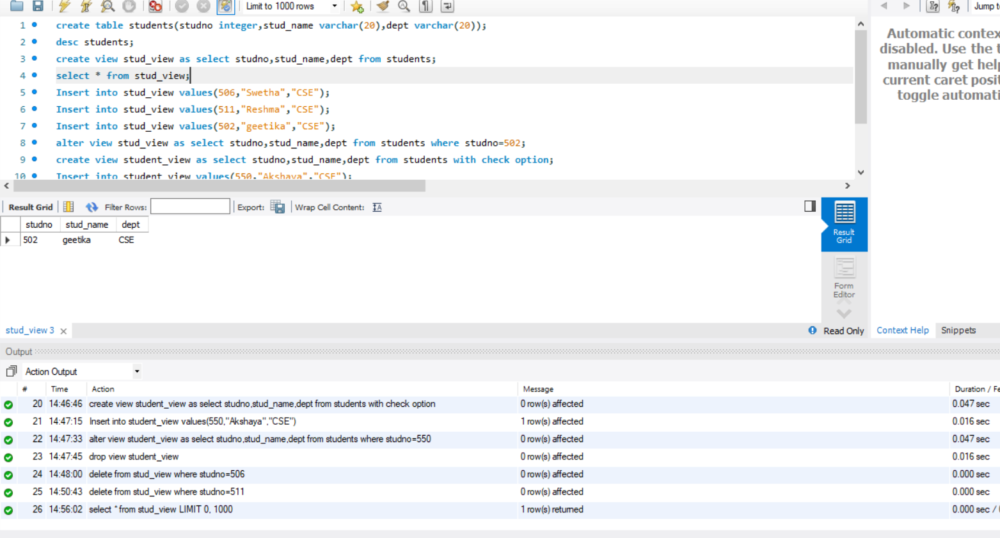 Limit to 1000 rows
Jump t
1 create table students(studno integer,stud_name varchar(20),dept varchar(20));
2 desc students;
3 create view stud_view as select studno,stud_name,dept from students;
4 select * from stud_view;
5 Insert into stud_view values(506,"Swetha","CSE");
6 Insert into stud_view values(511,"Reshma","CSE");
7 Insert into stud_view values(502,"geetika","CSE");
8 alter view stud_view as select studno,stud_name,dept from students where studno=502;
9 create view student_view as select studno,stud_name,dept from students with check option;
10 Insert into student view values(550,"Akshaya","CSE");
Automatic contex
disabled. Use the t
manually get help
current caret posit
toggle automati
Result Grid Filter Rows: Export: Wrap Cell Content: IA
studno stud_name dept
502 geetika CSE
Result
Grid
Form
Editor
stud_view 3 Read Only Context Help Snippets
Output
Action Output
# Time Action Message Duration / Fe
20 14:46:46 create view student_view as select studno,stud_name,dept from students with check option 0 row(s) affected 0.047 sec
21 14:47:15 Insert into student_view values(550,"Akshaya","CSE") 1 row(s) affected 0.016 sec
22 14:47:33 alter view student_view as select studno,stud_name,dept from students where studno=550 0 row(s) affected 0.047 sec
23 14:47:45 drop view student_view 0 row(s) affected 0.016 sec
24 14:48:00 delete from stud_view where studno=506 0 row(s) affected 0.000 sec
25 14:50:43 delete from stud_view where studno=511 0 row(s) affected 0.000 sec
26 14:56:02 select * from stud_view LIMIT 0, 1000 1 row(s) returned 0.000 sec /